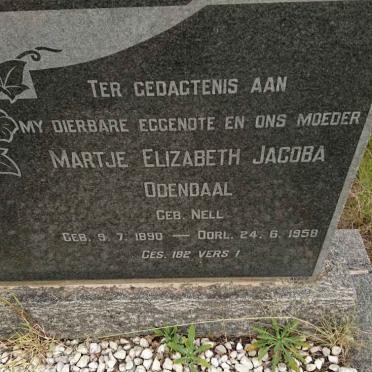 TER GEDAGTENIS AAN
MY DIERBARE EGGENOTE EN ONS MOEDER
MARTJE ELIZABETH JACOBA
ODENDAAL
GEB. NELL
GEB. 9. 7. 1890 — OORL. 24. 6. 1958
GES. 182 VERS 1